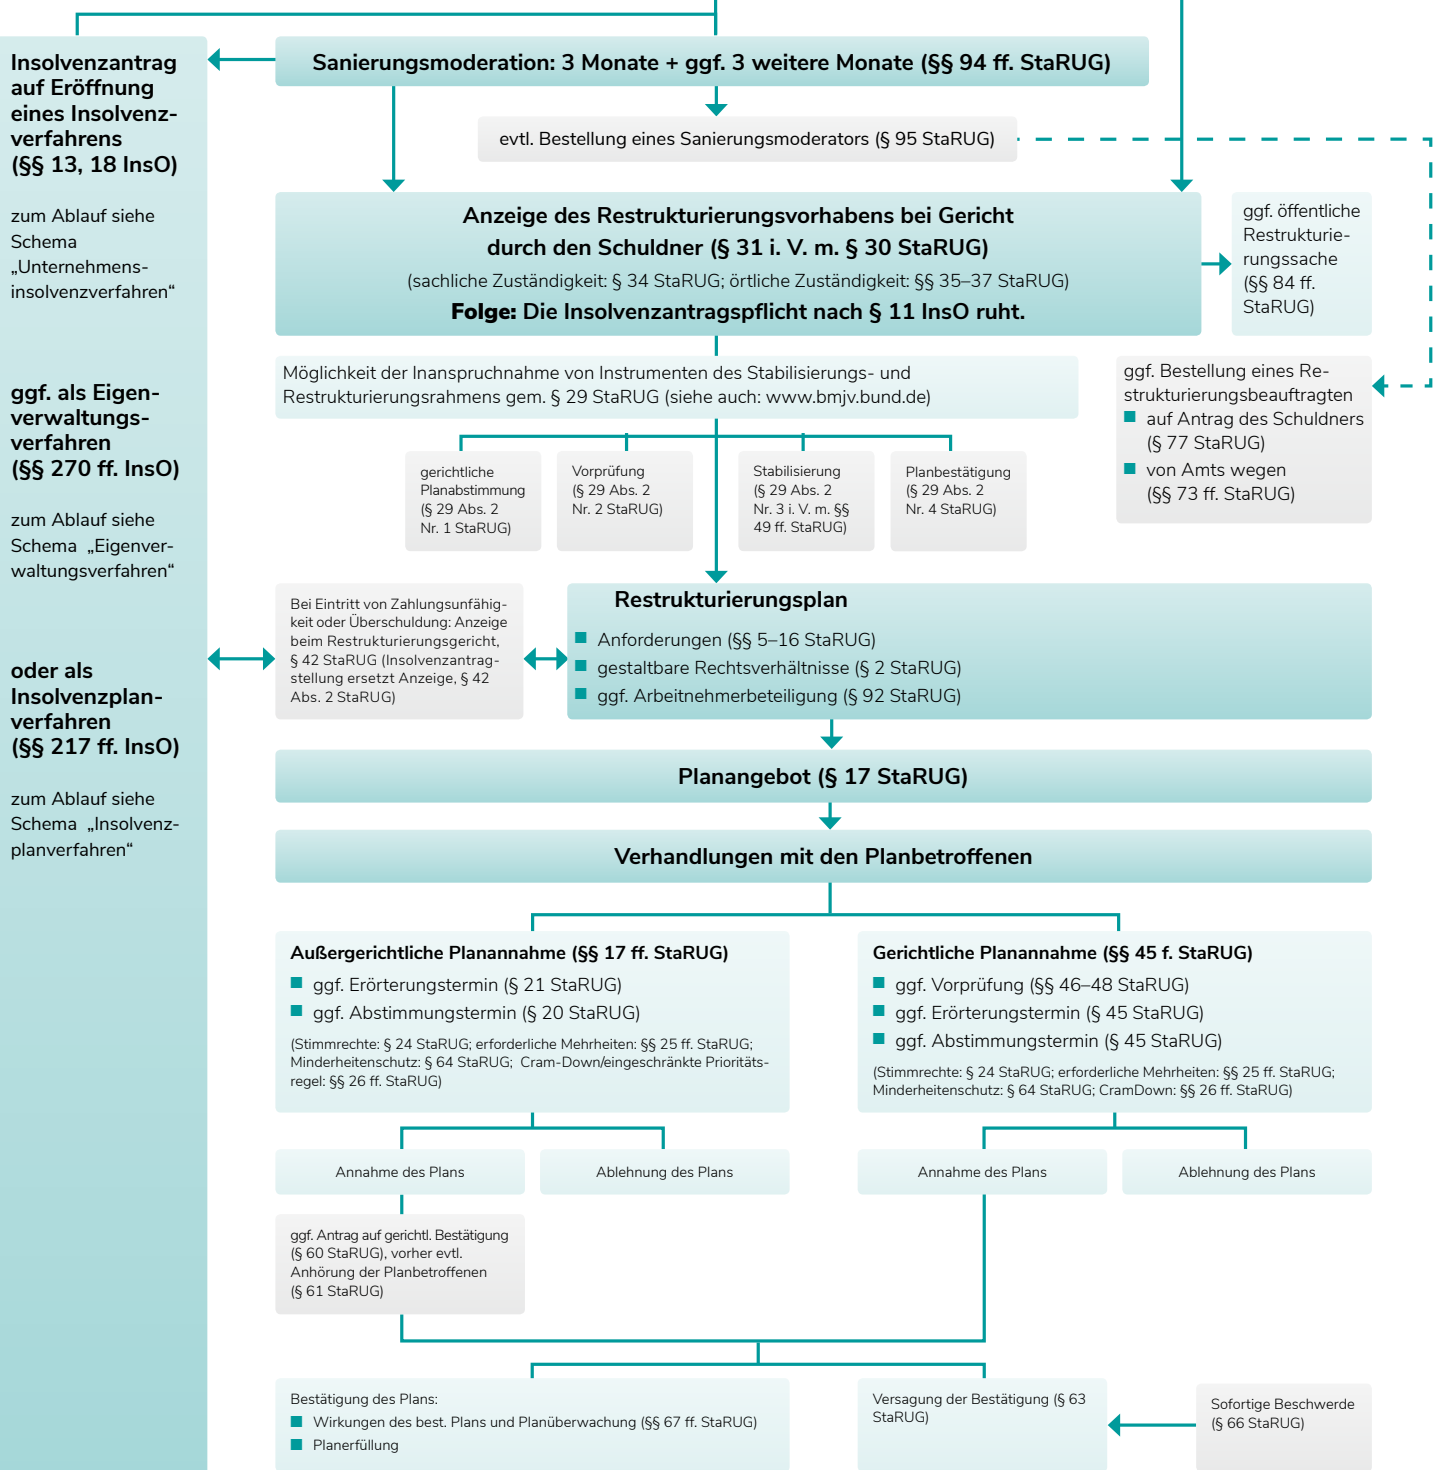 Insolvenzantrag
auf Eröffnung
eines Insolvenz-
verfahrens
(§§ 13, 18 InsO)
zum Ablauf siehe
Schema
„Unternehmens-
insolvenzverfahren“
ggf. als Eigen-
verwaltungs-
verfahren
(§§ 270 ff. InsO)
zum Ablauf siehe
Schema „Eigenver-
waltungsverfahren“
oder als
Insolvenzplan-
verfahren
(§§ 217 ff. InsO)
zum Ablauf siehe
Schema „Insolvenz-
planverfahren“
Sanierungsmoderation: 3 Monate + ggf. 3 weitere Monate (§§ 94 ff. StaRUG)
evtl. Bestellung eines Sanierungsmoderators (§ 95 StaRUG)
Anzeige des Restrukturierungsvorhabens bei Gericht
durch den Schuldner (§ 31 i. V. m. § 30 StaRUG)
(sachliche Zuständigkeit: § 34 StaRUG; örtliche Zuständigkeit: §§ 35–37 StaRUG)
Folge: Die Insolvenzantragspflicht nach § 11 InsO ruht.
ggf. öffentliche
Restrukturie-
rungssache
(§§ 84 ff.
StaRUG)
Möglichkeit der Inanspruchnahme von Instrumenten des Stabilisierungs- und
Restrukturierungsrahmens gem. § 29 StaRUG (siehe auch: www.bmjv.bund.de)
ggf. Bestellung eines Re-
strukturierungsbeauftragten
auf Antrag des Schuldners
(§ 77 StaRUG)
von Amts wegen
(§§ 73 ff. StaRUG)
gerichtliche
Planabstimmung
(§ 29 Abs. 2
Nr. 1 StaRUG)
Vorprüfung
(§ 29 Abs. 2
Nr. 2 StaRUG)
Stabilisierung
(§ 29 Abs. 2
Nr. 3 i. V. m. §§
49 ff. StaRUG)
Planbestätigung
(§ 29 Abs. 2
Nr. 4 StaRUG)
Bei Eintritt von Zahlungsunfähig-
keit oder Überschuldung: Anzeige
beim Restrukturierungsgericht,
§ 42 StaRUG (Insolvenzantrag-
stellung ersetzt Anzeige, § 42
Abs. 2 StaRUG)
Restrukturierungsplan
Anforderungen (§§ 5–16 StaRUG)
gestaltbare Rechtsverhältnisse (§ 2 StaRUG)
ggf. Arbeitnehmerbeteiligung (§ 92 StaRUG)
Planangebot (§ 17 StaRUG)
Verhandlungen mit den Planbetroffenen
Außergerichtliche Planannahme (§§ 17 ff. StaRUG)
ggf. Erörterungstermin (§ 21 StaRUG)
ggf. Abstimmungstermin (§ 20 StaRUG)
(Stimmrechte: § 24 StaRUG; erforderliche Mehrheiten: §§ 25 ff. StaRUG;
Minderheitenschutz: § 64 StaRUG; Cram-Down/eingeschränkte Prioritäts-
regel: §§ 26 ff. StaRUG)
Gerichtliche Planannahme (§§ 45 f. StaRUG)
ggf. Vorprüfung (§§ 46–48 StaRUG)
ggf. Erörterungstermin (§ 45 StaRUG)
ggf. Abstimmungstermin (§ 45 StaRUG)
(Stimmrechte: § 24 StaRUG; erforderliche Mehrheiten: §§ 25 ff. StaRUG;
Minderheitenschutz: § 64 StaRUG; CramDown: §§ 26 ff. StaRUG)
Annahme des Plans
Ablehnung des Plans
Annahme des Plans
Ablehnung des Plans
ggf. Antrag auf gerichtl. Bestätigung
(§ 60 StaRUG), vorher evtl.
Anhörung der Planbetroffenen
(§ 61 StaRUG)
Bestätigung des Plans:
Wirkungen des best. Plans und Planüberwachung (§§ 67 ff. StaRUG)
Planerfüllung
Versagung der Bestätigung (§ 63
StaRUG)
Sofortige Beschwerde
(§ 66 StaRUG)